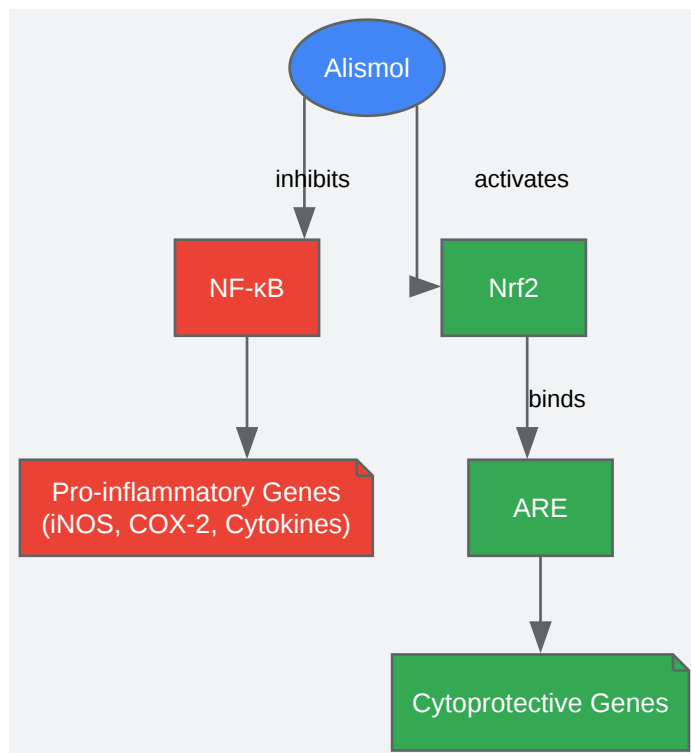 Alismol
inhibits
activates
NF-κB
Nrf2
binds
Pro-inflammatory Genes
(iNOS, COX-2, Cytokines)
ARE
Cytoprotective Genes